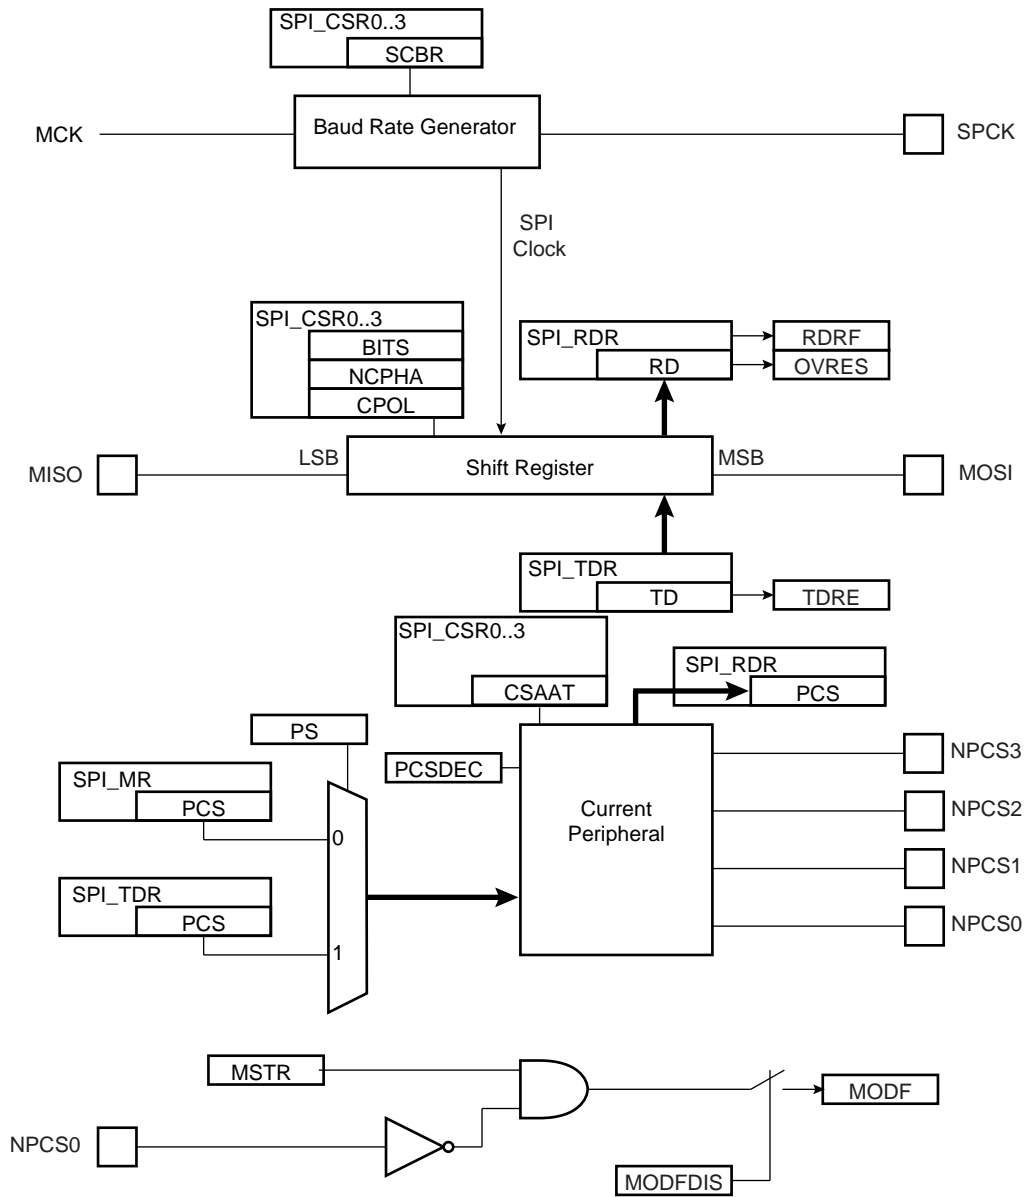 SPI_CSR0..3
SCBR
MCK
Baud Rate Generator
SPCK
SPI
Clock
SPI_CSR0..3
BITS
NCPHA
CPOL
SPI_RDR
RD
RDRF
OVRES
MISO
LSB
Shift Register
MSB
MOSI
SPI_TDR
TD
TDRE
SPI_CSR0..3
CSAAT
SPI_RDR
PCS
PS
PCSDEC
SPI_MR
PCS
0
SPI_TDR
PCS
1
Current
Peripheral
NPCS3
NPCS2
NPCS1
NPCS0
MSTR
MODF
NPCS0
MODFDIS